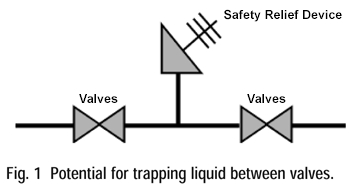 Safety Relief Device
Valves Valves
Fig. 1 Potential for trapping liquid between valves.